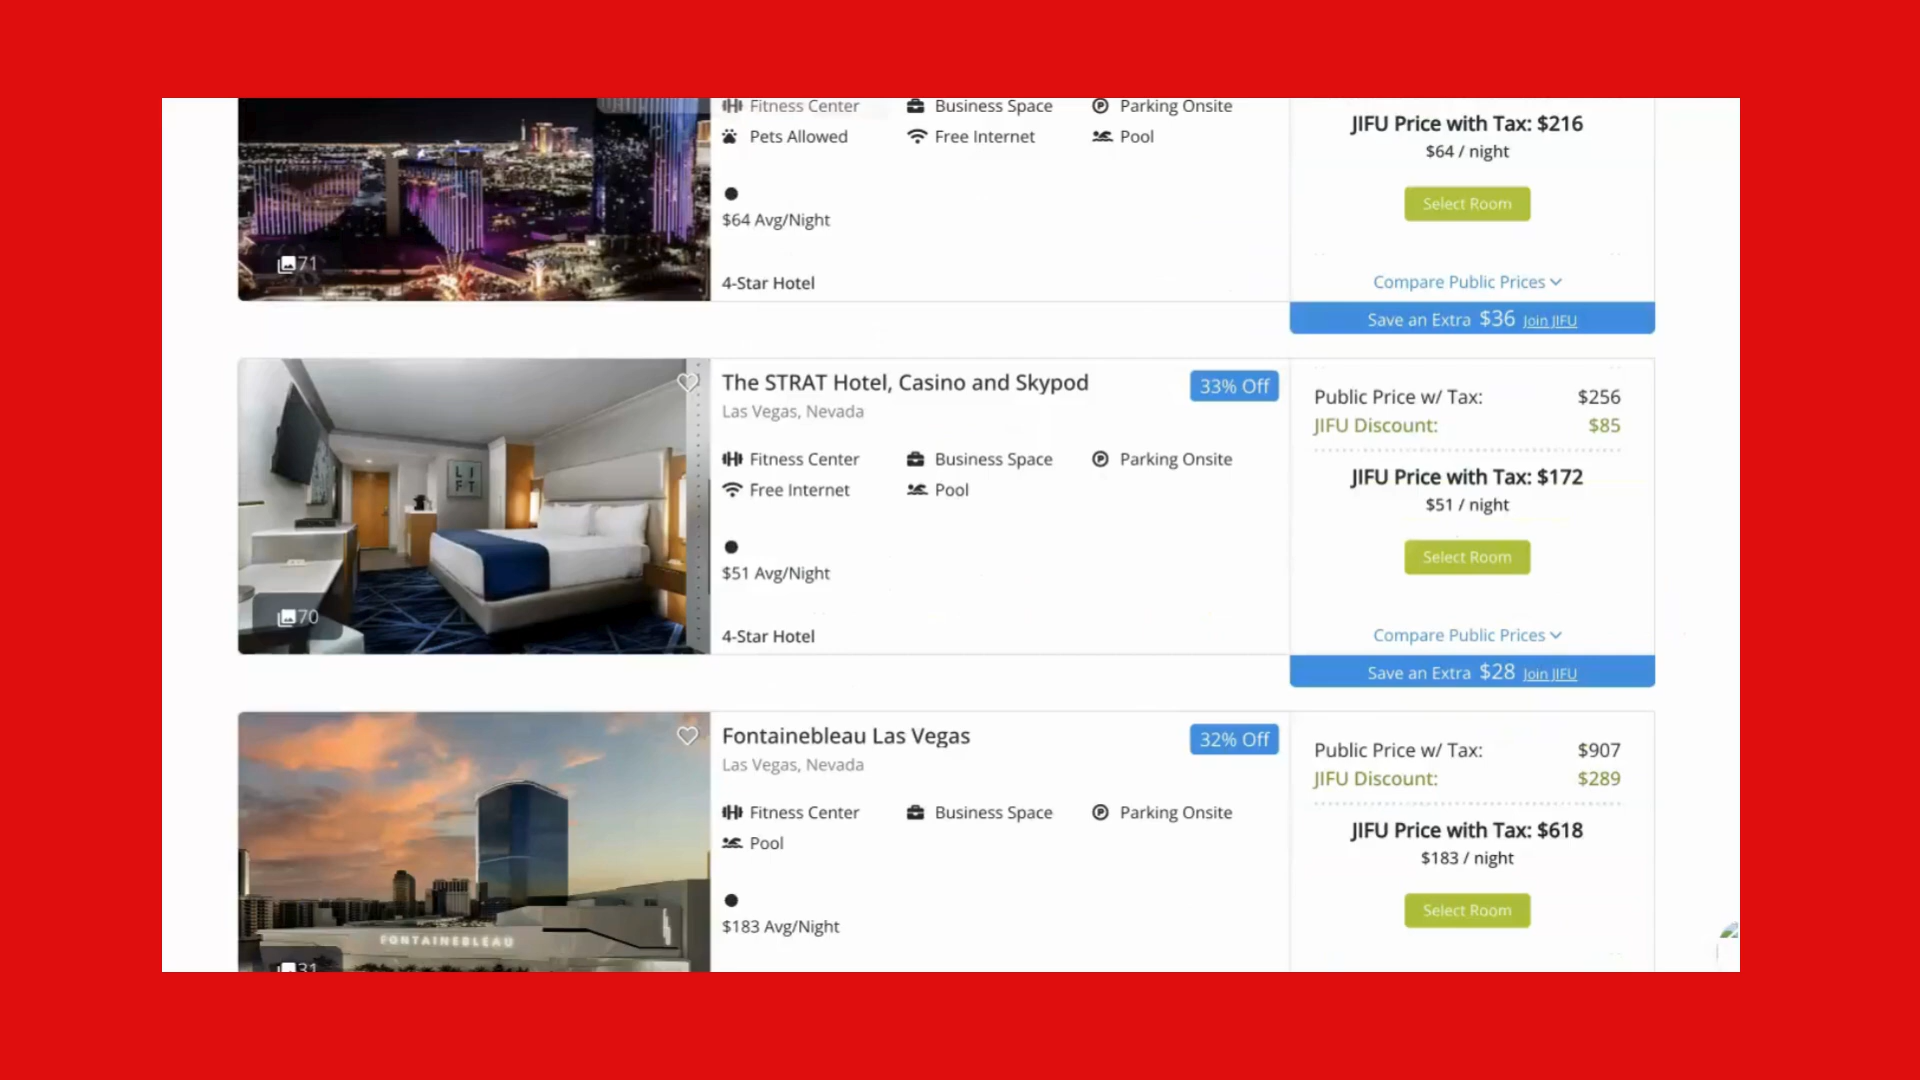 Fitness Center
Business Space
Parking Onsite
Pets Allowed
Free Internet
Pool
$64 Avg/Night
4-Star Hotel
71
JIFU Price with Tax: $216
$64 / night
Select Room
Compare Public Prices
Save an Extra $36 Join JIFU
The STRAT Hotel, Casino and Skypod
33% Off
Las Vegas, Nevada
Fitness Center
Business Space
Parking Onsite
Free Internet
Pool
$51 Avg/Night
4-Star Hotel
LI
FT
70
Public Price w/ Tax: $256
JIFU Discount: $85
JIFU Price with Tax: $172
$51 / night
Select Room
Compare Public Prices
Save an Extra $28 Join JIFU
Fontainebleau Las Vegas
32% Off
Las Vegas, Nevada
Fitness Center
Business Space
Parking Onsite
Pool
$183 Avg/Night
FONTAINEBLEAU
31
Public Price w/ Tax: $907
JIFU Discount: $289
JIFU Price with Tax: $618
$183 / night
Select Room